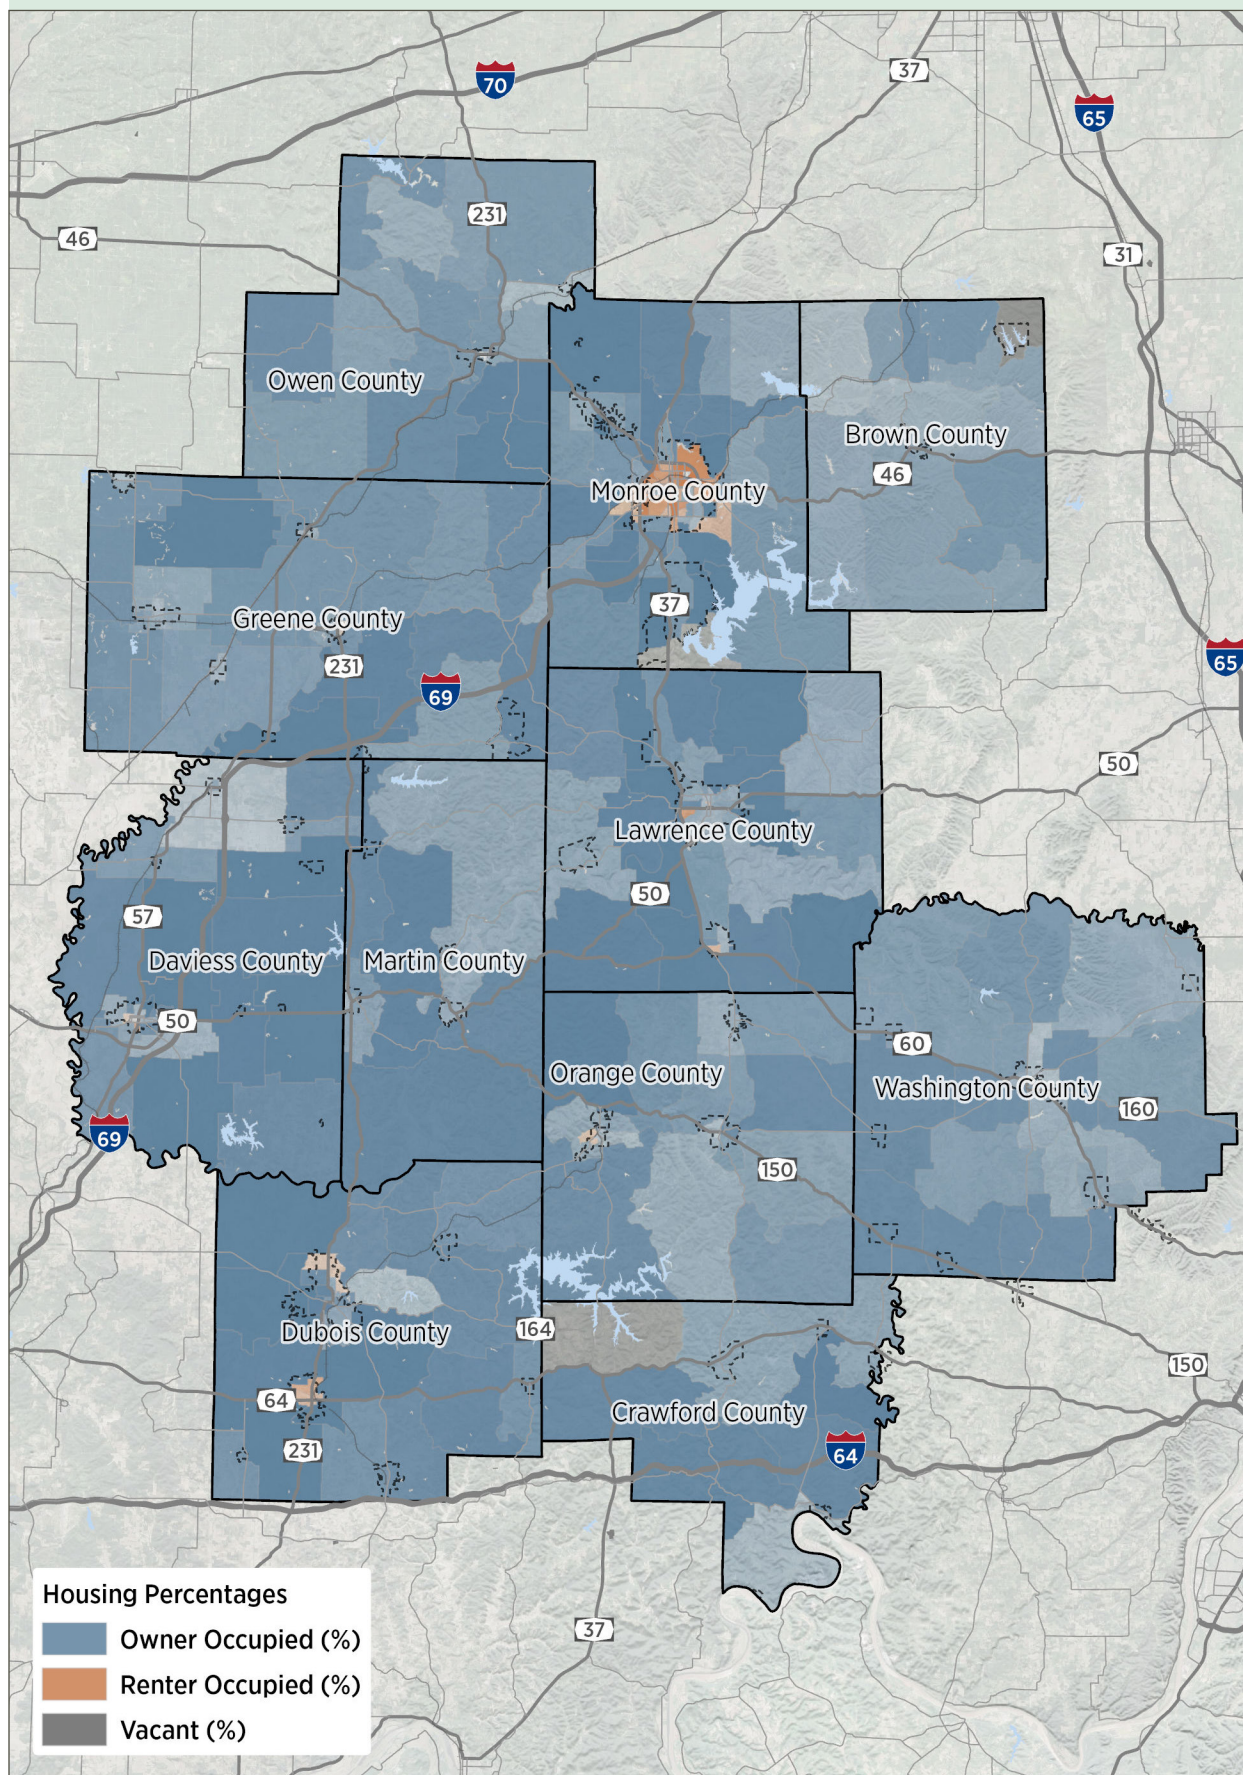 70
37
65
231
46
31
Owen County
Brown County
46
Monroe County
37
Greene County
231
65
69
50
Lawrence County
50
57
Daviess County
Martin County
50
60
Orange County
Washington County
160
69
150
164
Dubois County
150
64
Crawford County
231
64
Housing Percentages
Owner Occupied (%)
37
Renter Occupied (%)
Vacant (%)